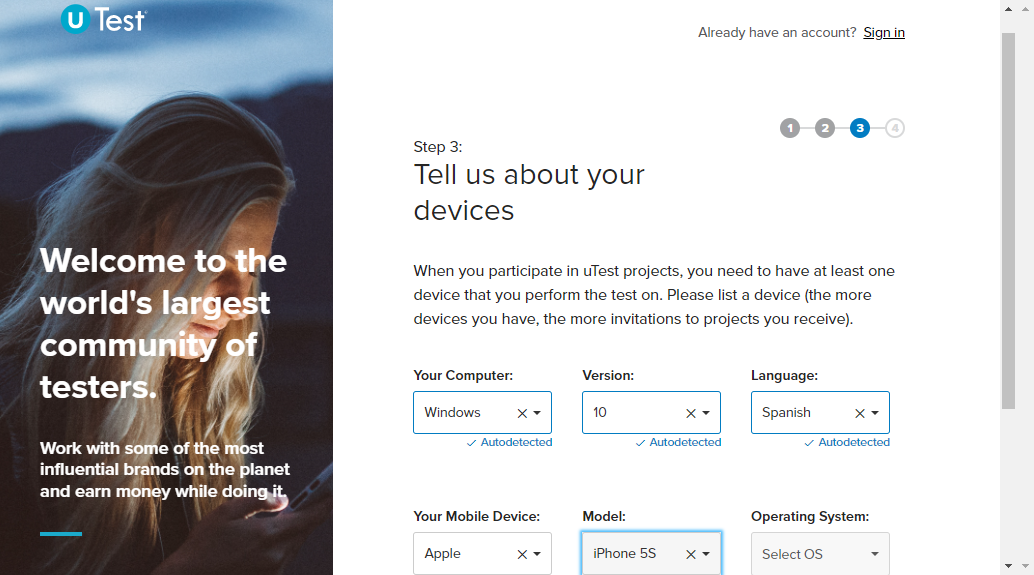 U Test
Already have an account? Sign in
1 2 3 4
Step 3:
Tell us about your
devices
Welcome to the
world's largest
community of
testers.
Work with some of the most
influential brands on the planet
and earn money while doing it.
When you participate in uTest projects, you need to have at least one
device that you perform the test on. Please list a device (the more
devices you have, the more invitations to projects you receive).
Your Computer: Version: Language:
Windows 10 Spanish
Autodetected Autodetected Autodetected
Your Mobile Device: Model: Operating System:
Apple iPhone 5S Select OS